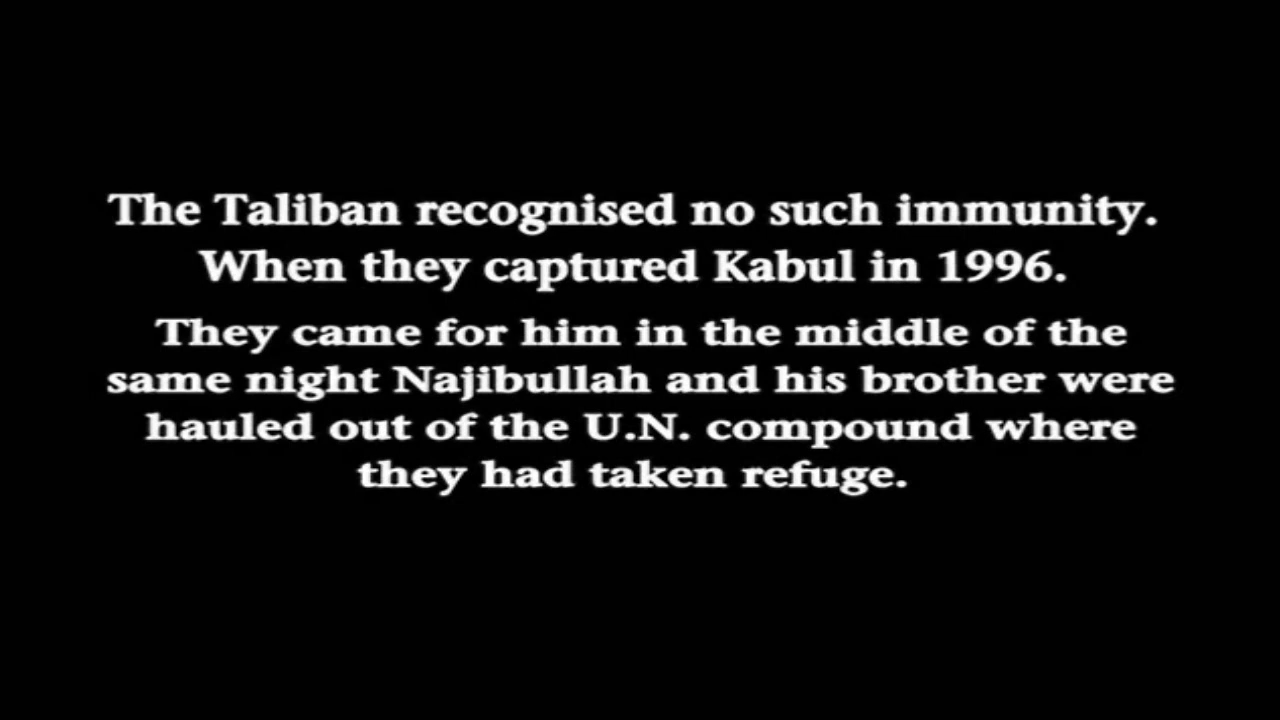 The Taliban recognised no such immunity.
When they captured Kabul in 1996.
They came for him in the middle of the
same night Najibullah and his brother were
hauled out of the U.N. compound where
they had taken refuge.